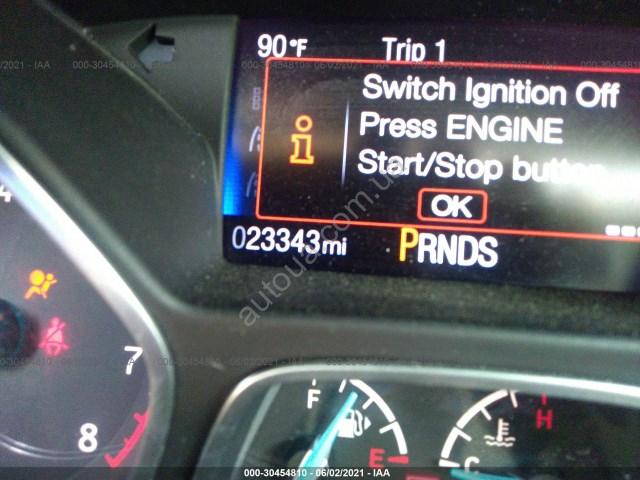 90°F Trip 1
Switch Ignition Off
Press ENGINE
Start/Stop button
OK
023343mi PRNDS
7
8
F
E
H
C
autoua.com.ua
000-30454810 - 06/02/2021 - IAA